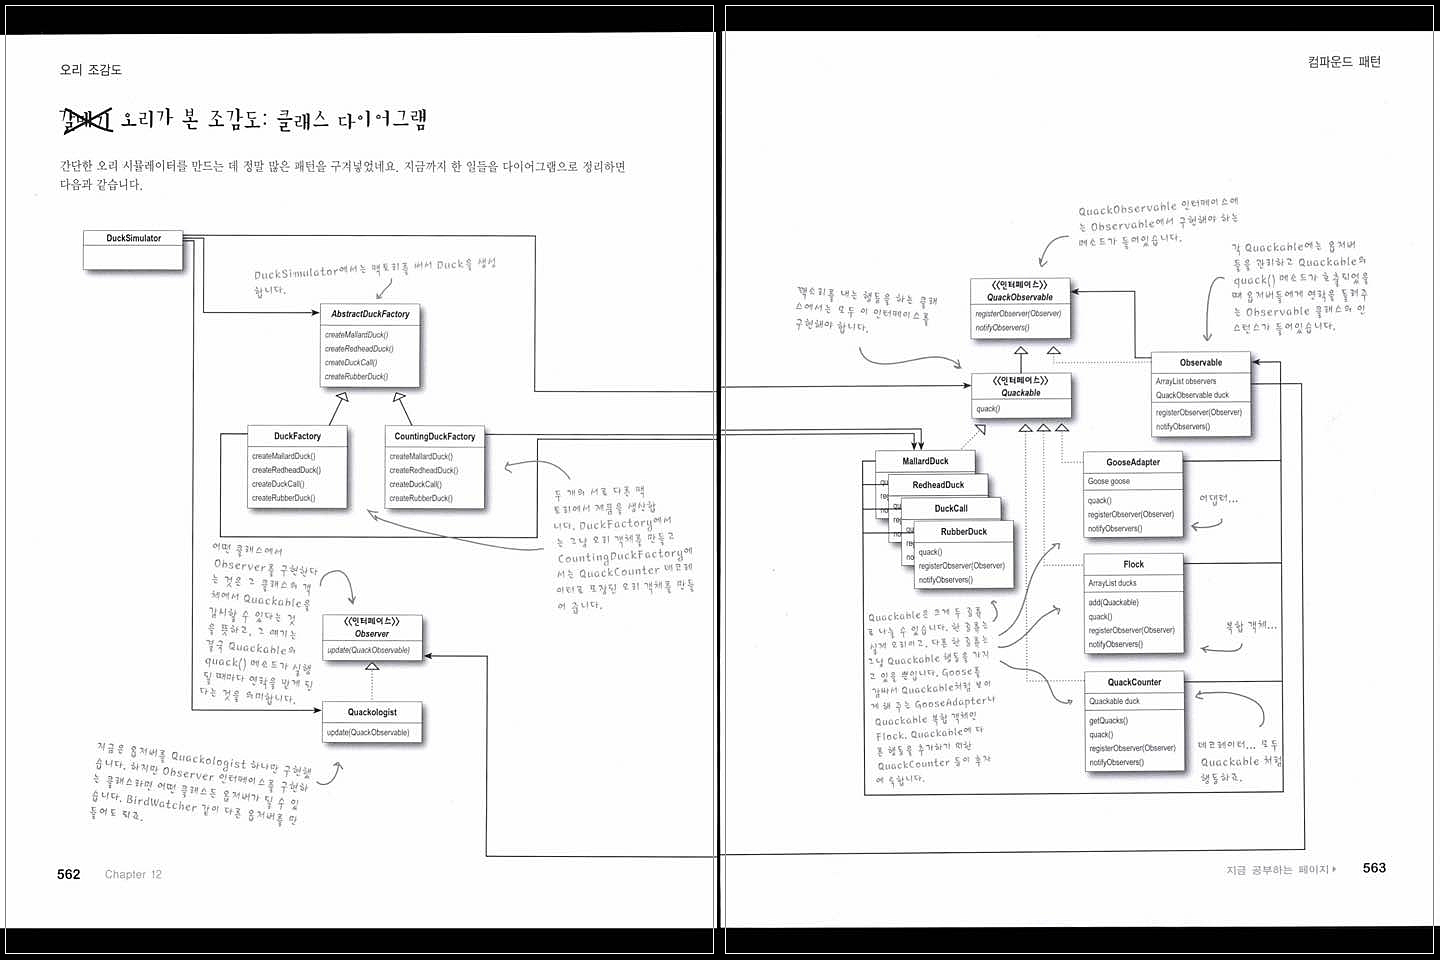 오리 조감도
갈매기 오리가 본 조감도: 클래스 다이어그램
간단한 오리 시뮬레이터를 만드는 데 정말 많은 패턴을 구겨넣었네요. 지금까지 한 일들을 다이어그램으로 정리하면
다음과 같습니다.
DuckSimulator
DuckSimulator에서는 팩토리를 써서 Duck을 생성
합니다.
AbstractDuckFactory
createMallardDuck()
createRedheadDuck()
createDuckCall()
createRubberDuck()
DuckFactory
createMallardDuck()
createRedheadDuck()
createDuckCall()
createRubberDuck()
CountingDuckFactory
createMallardDuck()
createRedheadDuck()
createDuckCall()
createRubberDuck()
두 개의 서로 다른 팩
토리에서 제품을 생산합
니다. DuckFactory에서
는 그냥 오리 객체를 만들고
CountingDuckFactory에
서는 QuackCounter 데코레
이터로 포장된 오리 객체를 만들
어 줍니다.
어떤 클래스에서
Observer를 구현한다
는 것은 그 클래스의 객
체에서 Quackable을
감시할 수 있다는 것
을 뜻하고, 그 얘기는
결국 Quackable의
quack() 메소드가 실행
될 때마다 연락을 받게 된
다는 것을 의미합니다.
<<인터페이스>>
Observer
update(QuackObservable)
Quackologist
update(QuackObservable)
지금은 옵저버를 Quackologist 하나만 구현했
습니다. 하지만 Observer 인터페이스를 구현하
는 클래스라면 어떤 클래스든 옵저버가 될 수 있
습니다. BirdWatcher 같이 다른 옵저버를 만
들어도 되죠.
562 Chapter 12
컴파운드 패턴
QuackObservable 인터페이스에
는 Observable에서 구현해야 하는
메소드가 들어있습니다.
각 Quackable에는 옵저버
들을 관리하고 Quackable의
quack() 메소드가 호출되었을
때 옵저버들에게 연락을 돌려주
는 Observable 클래스의 인
스턴스가 들어있습니다.
꽥소리를 내는 행동을 하는 클래
스에서는 모두 이 인터페이스를
구현해야 합니다.
<<인터페이스>>
QuackObservable
registerObserver(Observer)
notifyObservers()
<<인터페이스>>
Quackable
quack()
Observable
ArrayList observers
QuackObservable duck
registerObserver(Observer)
notifyObservers()
MallardDuck
qu
reg
no
RedheadDuck
qu
re
no
DuckCall
qu
re
no
RubberDuck
quack()
registerObserver(Observer)
notifyObservers()
GooseAdapter
Goose goose
quack()
registerObserver(Observer)
notifyObservers()
어댑터...
Flock
ArrayList ducks
add(Quackable)
quack()
registerObserver(Observer)
notifyObservers()
복합 객체...
QuackCounter
Quackable duck
getQuacks()
quack()
registerObserver(Observer)
notifyObservers()
데코레이터... 모두
Quackable 처럼
행동하죠.
Quackable은 크게 두 종류
로 나눌 수 있습니다. 한 종류는
실제 오리이고, 다른 한 종류는
그냥 Quackable 행동을 가지
고 있을 뿐입니다. Goose를
감싸서 Quackable처럼 보이
게 해 주는 GooseAdapter나
Quackable 복합 객체인
Flock, Quackable에 다
른 행동을 추가하기 위한
QuackCounter 등이 후자
에 속합니다.
지금 공부하는 페이지 563